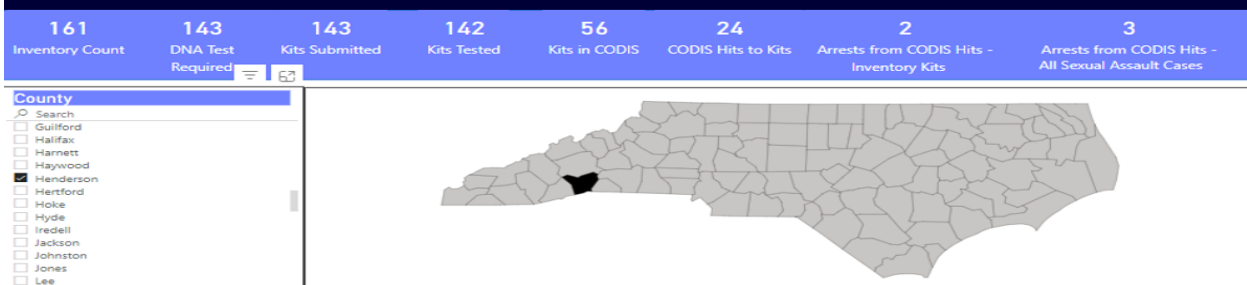 161
Inventory Count
143
DNA Test
Required
143
Kits Submitted
142
Kits Tested
56
Kits in CODIS
24
CODIS Hits to Kits
2
Arrests from CODIS Hits -
Inventory Kits
3
Arrests from CODIS Hits -
All Sexual Assault Cases
County
Search
Guilford
Halifax
Harnett
Haywood
Henderson
Hertford
Hoke
Hyde
Iredell
Jackson
Johnston
Jones
Lee